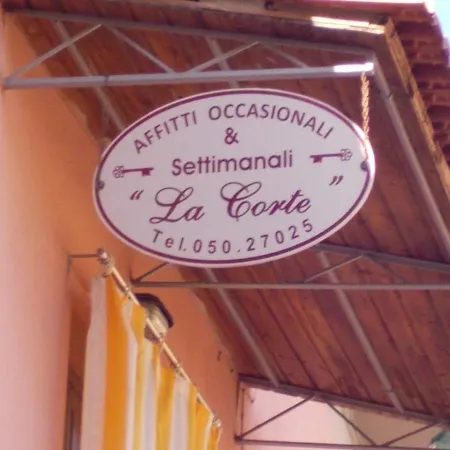 AFFITTI OCCASIONALI
&
Settimanali
" La Corte "
Tel.050.27025